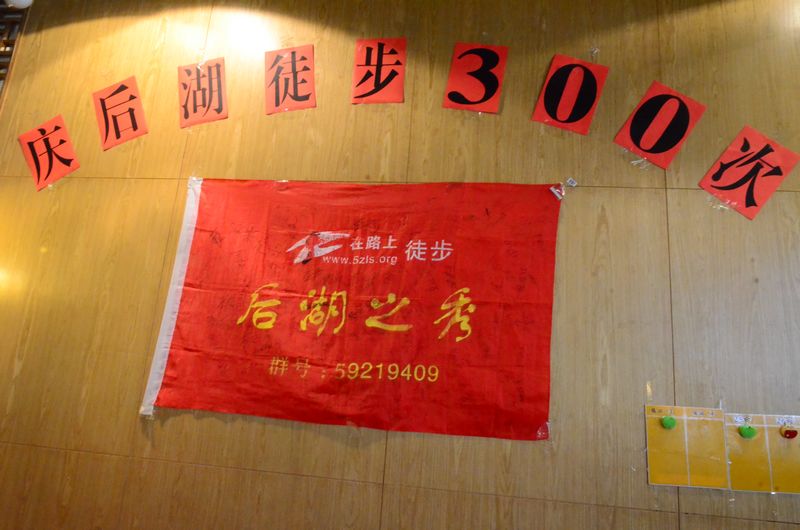 庆后湖徒步300次
在路上 徒步
www.5zls.org
后湖之秀
群号：59219409